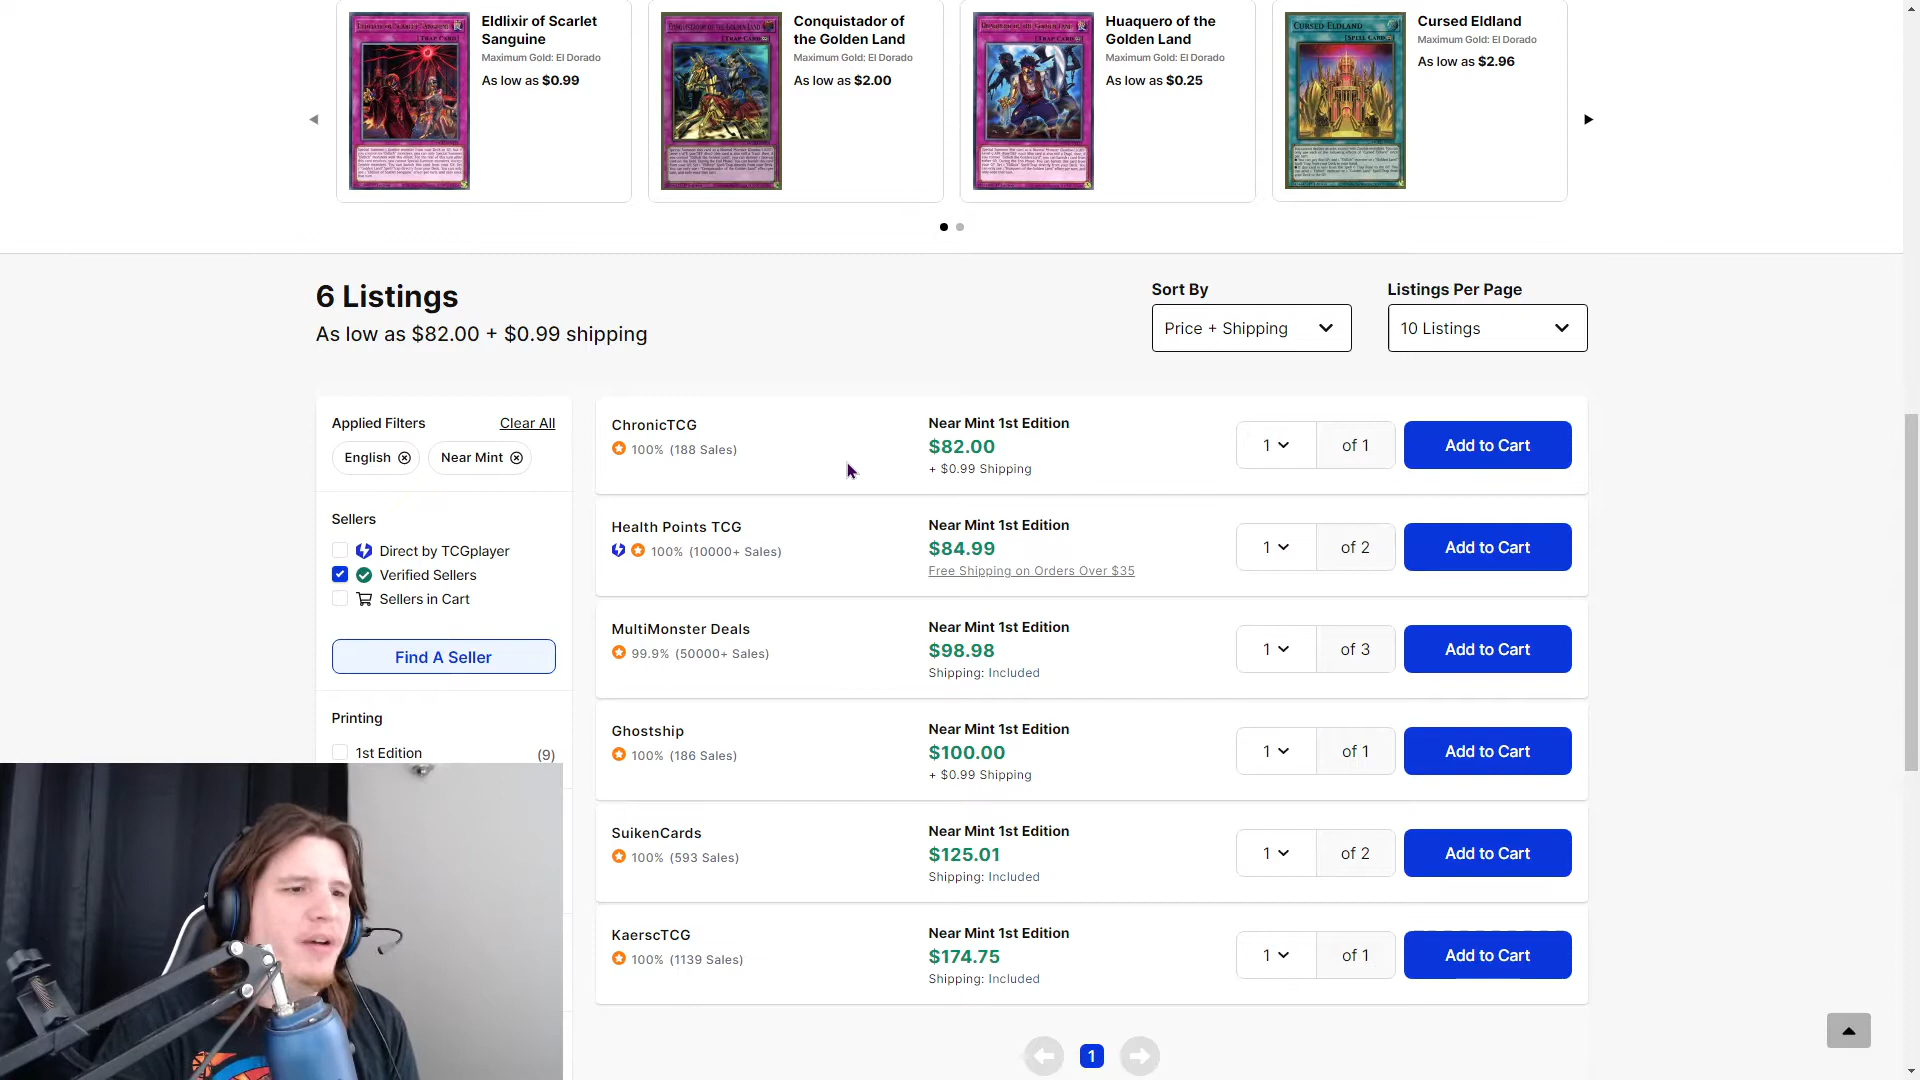 Eldlixir of Scarlet
Sanguine
Maximum Gold: El Dorado
As low as $0.99
Conquistador of
the Golden Land
Maximum Gold: El Dorado
As low as $2.00
Huaquero of the
Golden Land
Maximum Gold: El Dorado
As low as $0.25
CURSED ELDLAND
Cursed Eldland
Maximum Gold: El Dorado
As low as $2.96
6 Listings
As low as $82.00 + $0.99 shipping
Sort By
Price + Shipping
Listings Per Page
10 Listings
Applied Filters
Clear All
English
Near Mint
Sellers
Direct by TCGplayer
Verified Sellers
Sellers in Cart
Find A Seller
Printing
1st Edition (9)
ChronicTCG
100% (188 Sales)
Near Mint 1st Edition
$82.00
+ $0.99 Shipping
1 of 1
Add to Cart
Health Points TCG
100% (10000+ Sales)
Near Mint 1st Edition
$84.99
Free Shipping on Orders Over $35
1 of 2
Add to Cart
MultiMonster Deals
99.9% (50000+ Sales)
Near Mint 1st Edition
$98.98
Shipping: Included
1 of 3
Add to Cart
Ghostship
100% (186 Sales)
Near Mint 1st Edition
$100.00
+ $0.99 Shipping
1 of 1
Add to Cart
SuikenCards
100% (593 Sales)
Near Mint 1st Edition
$125.01
Shipping: Included
1 of 2
Add to Cart
KaerscTCG
100% (1139 Sales)
Near Mint 1st Edition
$174.75
Shipping: Included
1 of 1
Add to Cart
1